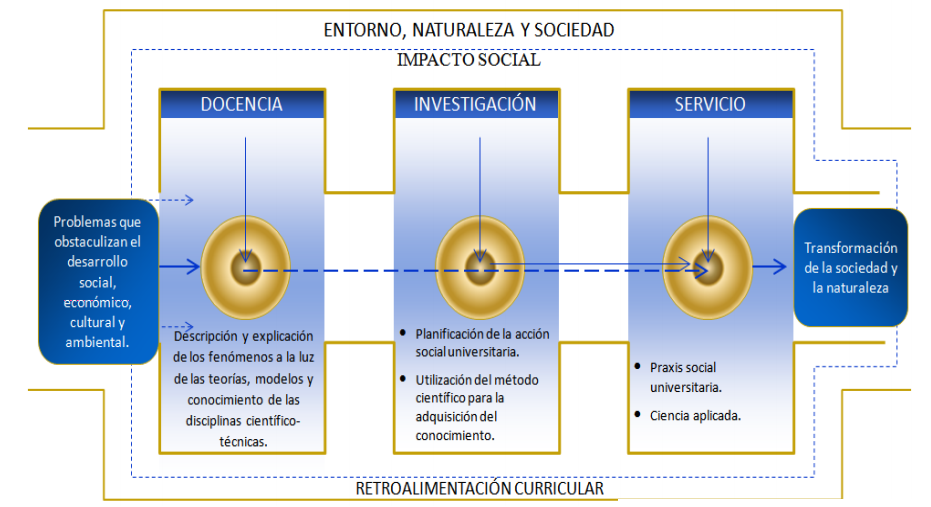 ENTORNO, NATURALEZA Y SOCIEDAD
IMPACTO SOCIAL
DOCENCIA
INVESTIGACIÓN
SERVICIO
Problemas que
obstaculizan el
desarrollo
social,
económico,
cultural y
ambiental.
Descripción y explicación
de los fenómenos a la luz
de las teorías, modelos y
conocimiento de las
disciplinas científico-
técnicas.
• Planificación de la acción
social universitaria.
• Utilización del método
científico para la
adquisición del
conocimiento.
• Praxis social
universitaria.
• Ciencia aplicada.
Transformación
de la sociedad y
la naturaleza
RETROALIMENTACIÓN CURRICULAR